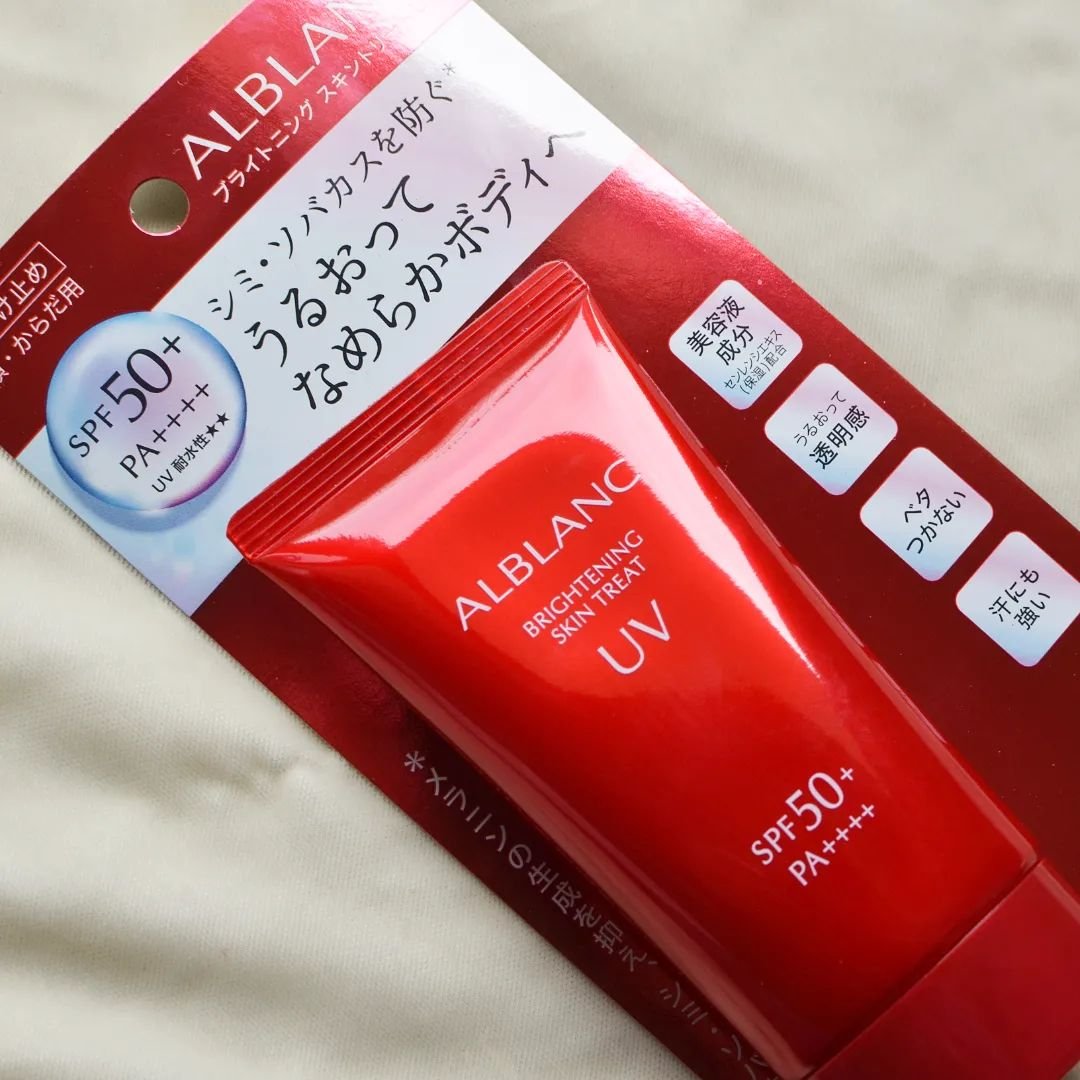 ALBLAN
ブライトニング スキント
シミ・ソバカスを防ぐ*
うるおって
なめらかボディへ
け止め
・からだ用
SPF50+
PA++++
UV 耐水性★★
美容液
成分
センレンシエキス
(保湿)配合
うるおって
透明感
ベタ
つかない
汗にも
強い
ALBLANC
BRIGHTENING
SKIN TREAT
UV
SPF50+
PA++++
*メラニンの生成を抑え、シミ・ソバ